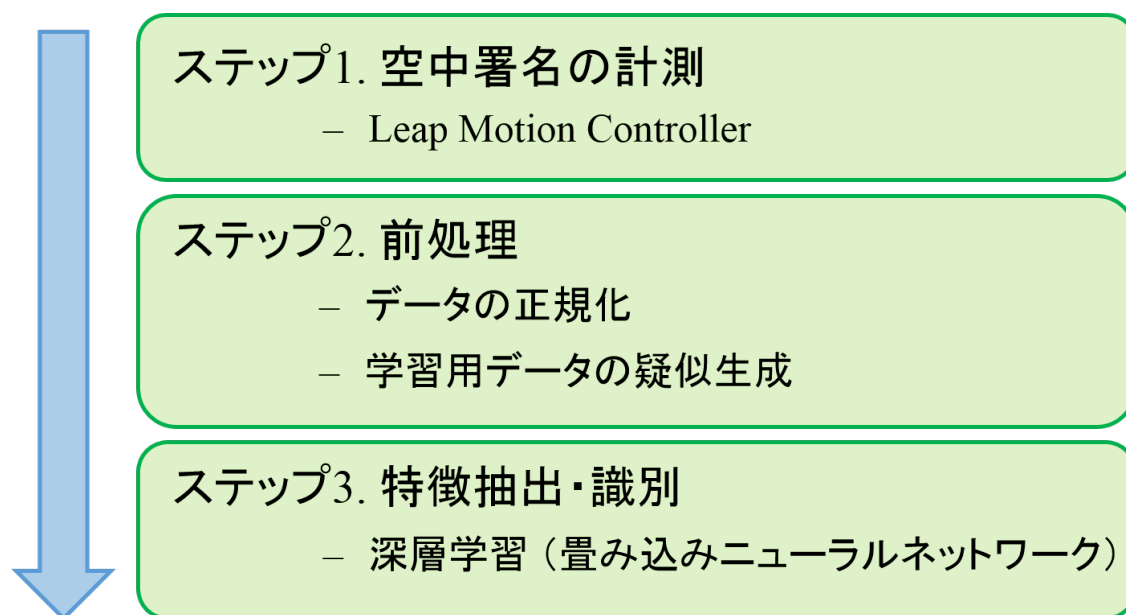 ステップ1. 空中署名の計測
– Leap Motion Controller
ステップ2. 前処理
– データの正規化
– 学習用データの疑似生成
ステップ3. 特徴抽出・識別
– 深層学習（畳み込みニューラルネットワーク）